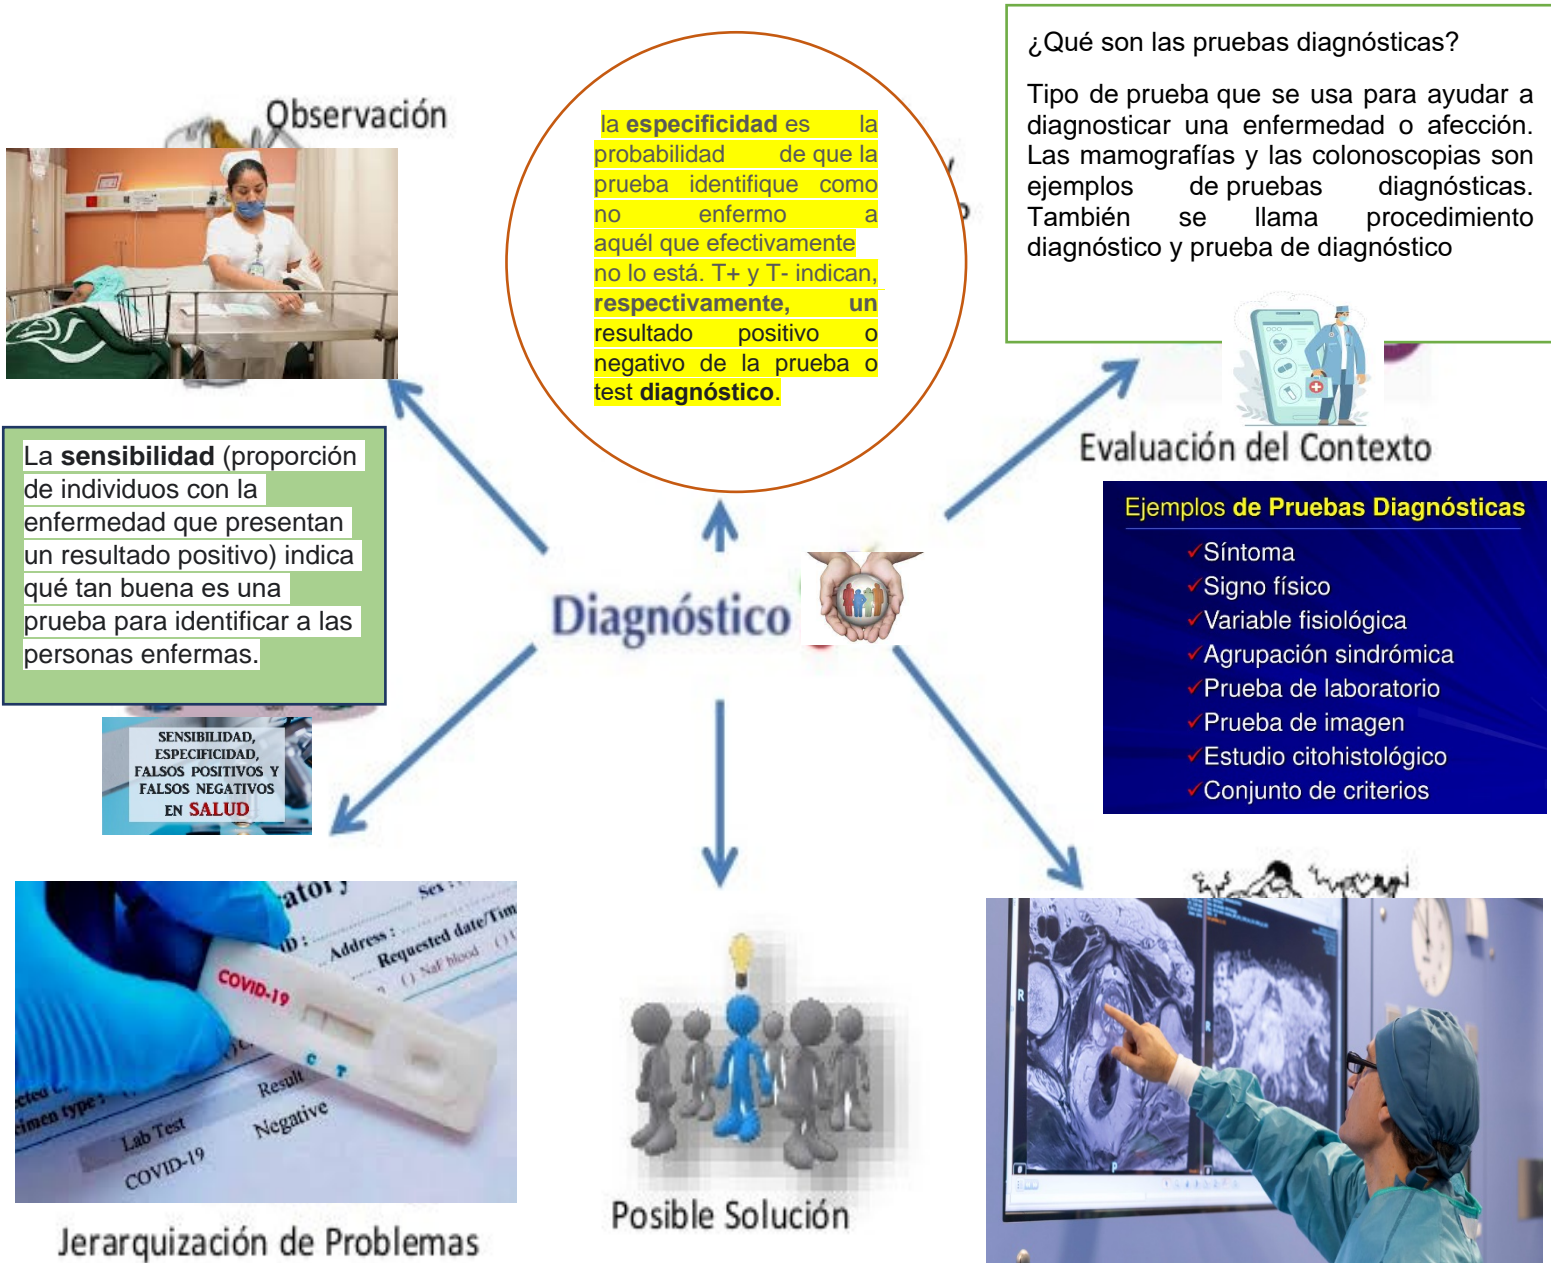 Observación
la especificidad es la
probabilidad de que la
prueba identifique como
no enfermo a
aquél que efectivamente
no lo está. T+ y T- indican,
respectivamente, un
resultado positivo o
negativo de la prueba o
test diagnóstico.
¿Qué son las pruebas diagnósticas?
Tipo de prueba que se usa para ayudar a
diagnosticar una enfermedad o afección.
Las mamografías y las colonoscopias son
ejemplos de pruebas diagnósticas.
También se llama procedimiento
diagnóstico y prueba de diagnóstico
Evaluación del Contexto
La sensibilidad (proporción
de individuos con la
enfermedad que presentan
un resultado positivo) indica
qué tan buena es una
prueba para identificar a las
personas enfermas.
Ejemplos de Pruebas Diagnósticas
Síntoma
Signo físico
Variable fisiológica
Agrupación sindrómica
Prueba de laboratorio
Prueba de imagen
Estudio citohistológico
Conjunto de criterios
Diagnóstico
SENSIBILIDAD,
ESPECIFICIDAD,
FALSOS POSITIVOS Y
FALSOS NEGATIVOS
EN SALUD
Sex :
Address :
Requested date/Tim
() NaF blood
COVID-19
C T
Result
Lab Test
Negative
COVID-19
R
R
P
Jerarquización de Problemas
Posible Solución